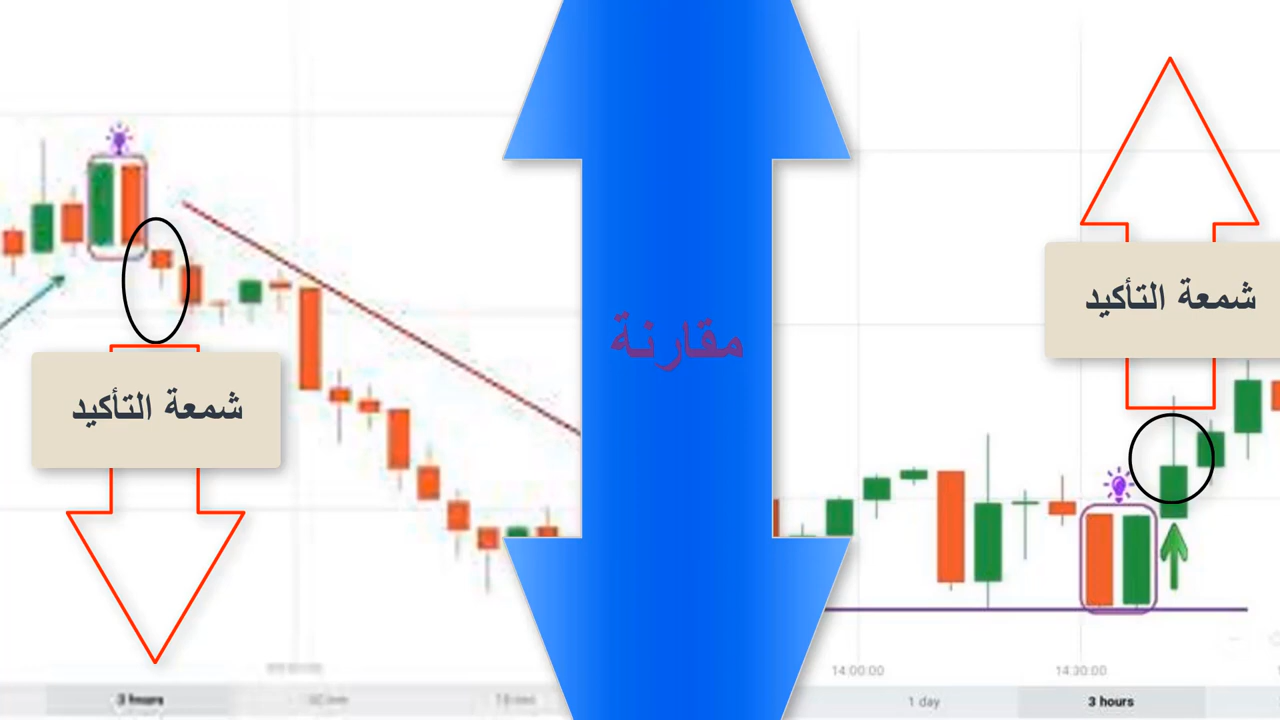 شمعة التأكيد
مقارنة
شمعة التأكيد
14:00:00
14:30:00
3 hours
1 day
3 hours